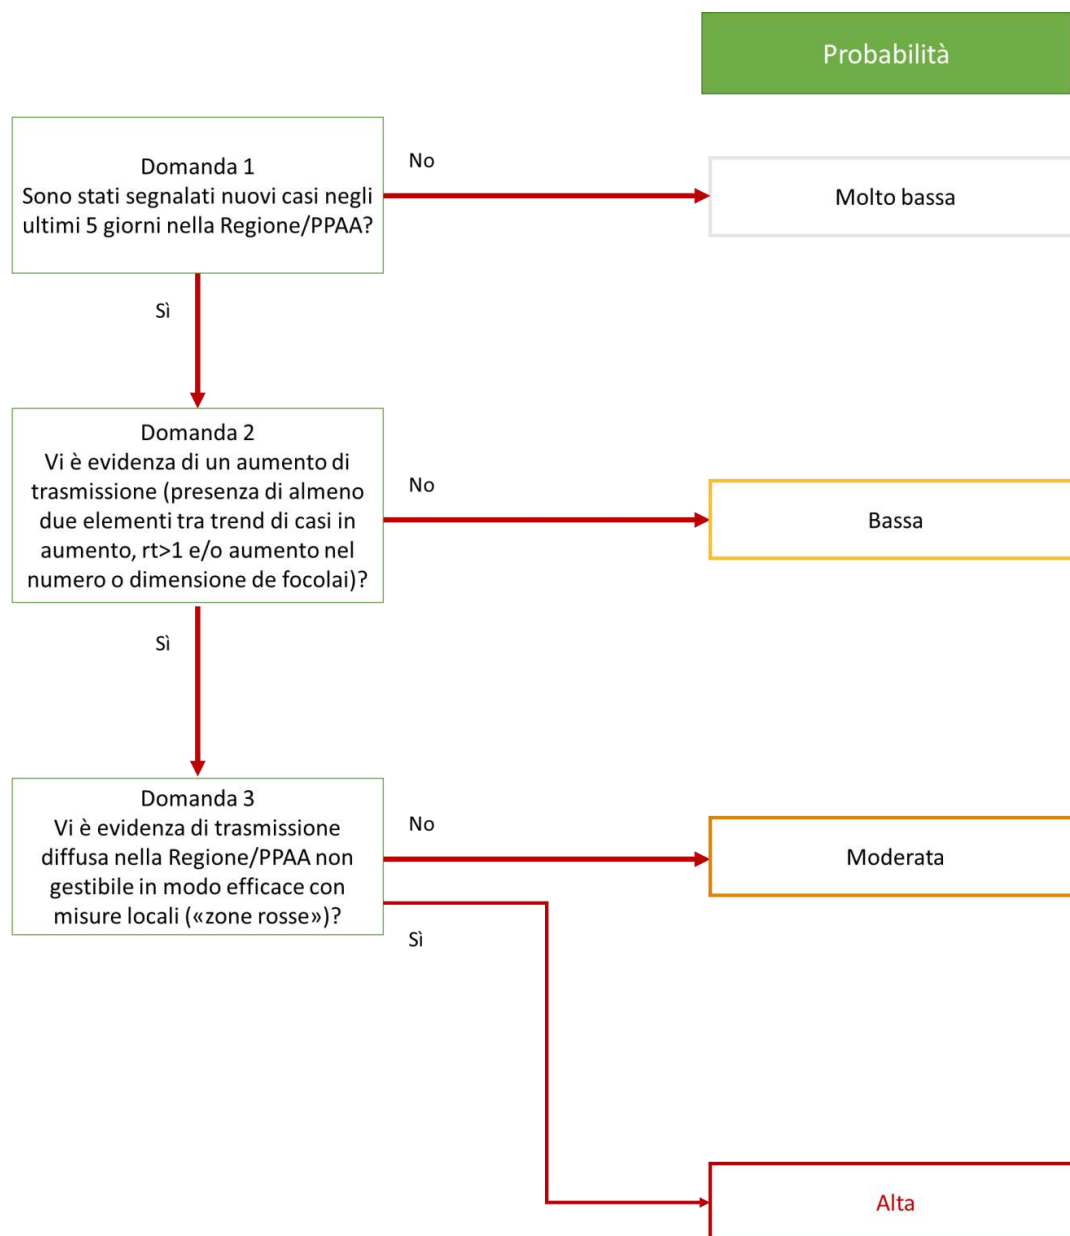 Probabilità
Domanda 1
Sono stati segnalati nuovi casi negli
ultimi 5 giorni nella Regione/PPAA?
No
Molto bassa
Sì
Domanda 2
Vi è evidenza di un aumento di
trasmissione (presenza di almeno
due elementi tra trend di casi in
aumento, rt>1 e/o aumento nel
numero o dimensione de focolai)?
No
Bassa
Sì
Domanda 3
Vi è evidenza di trasmissione
diffusa nella Regione/PPAA non
gestibile in modo efficace con
misure locali («zone rosse»)?
No
Moderata
Sì
Alta